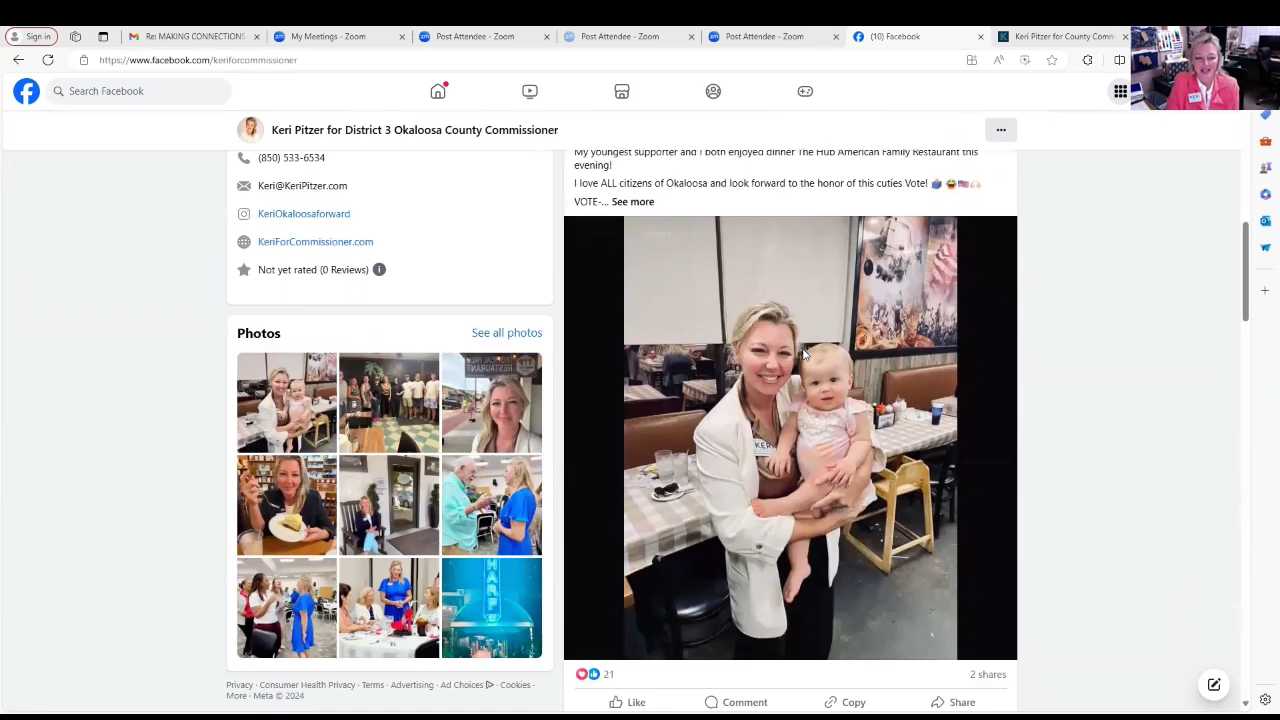 Sign in
Re: MAKING CONNECTIONS
My Meetings - Zoom
Post Attendee - Zoom
Post Attendee - Zoom
Post Attendee - Zoom
(10) Facebook
Keri Pitzer for County Comm
https://www.facebook.com/keriforcommissioner
Search Facebook
Keri Pitzer for District 3 Okaloosa County Commissioner
(850) 533-6534
Keri@KeriPitzer.com
KeriOkaloosaforward
KeriForCommissioner.com
Not yet rated (0 Reviews)
Photos
See all photos
Privacy · Consumer Health Privacy · Terms · Advertising · Ad Choices · Cookies ·
More · Meta © 2024
My youngest supporter and I both enjoyed dinner The Hub American Family Restaurant this
evening!
I love ALL citizens of Okaloosa and look forward to the honor of this cuties Vote!
VOTE-... See more
KERI
HARP
21
2 shares
Like
Comment
Copy
Share